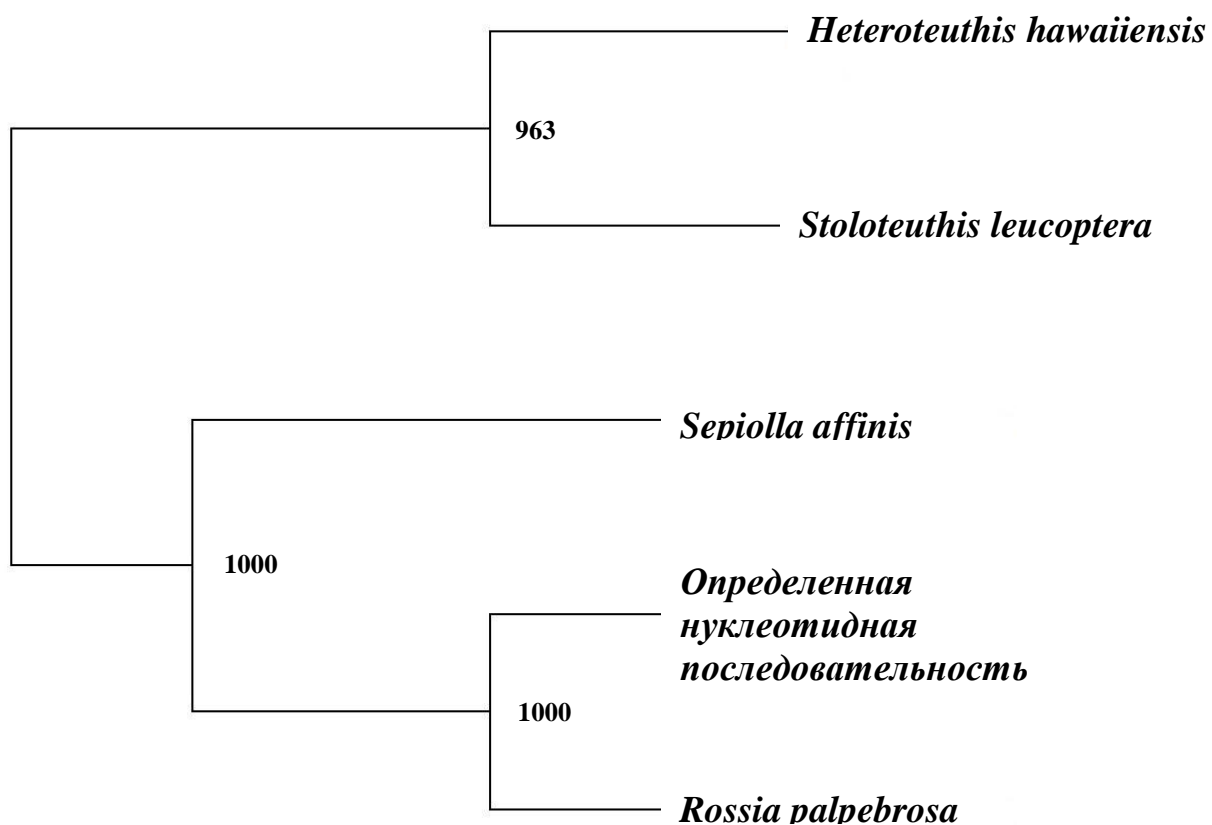 Heteroteuthis hawaiiensis
963
Stoloteuthis leucoptera
Sepiolla affinis
1000
Определенная
нуклеотидная
последовательность
1000
Rossia palpebrosa